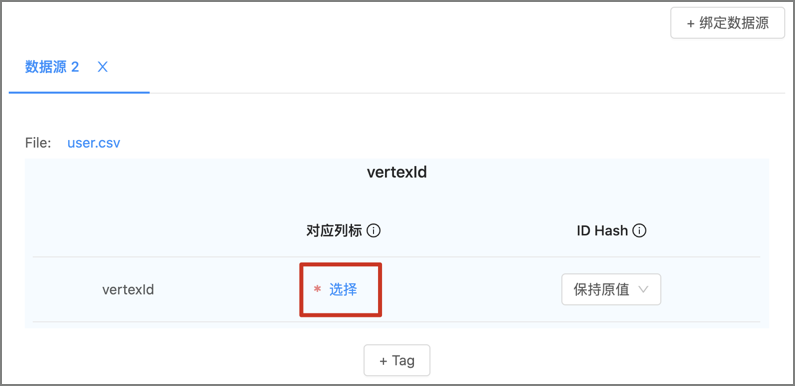 + 绑定数据源
数据源 2 X
File: user.csv
vertexId
对应列标 ID Hash
vertexId * 选择 保持原值
+ Tag